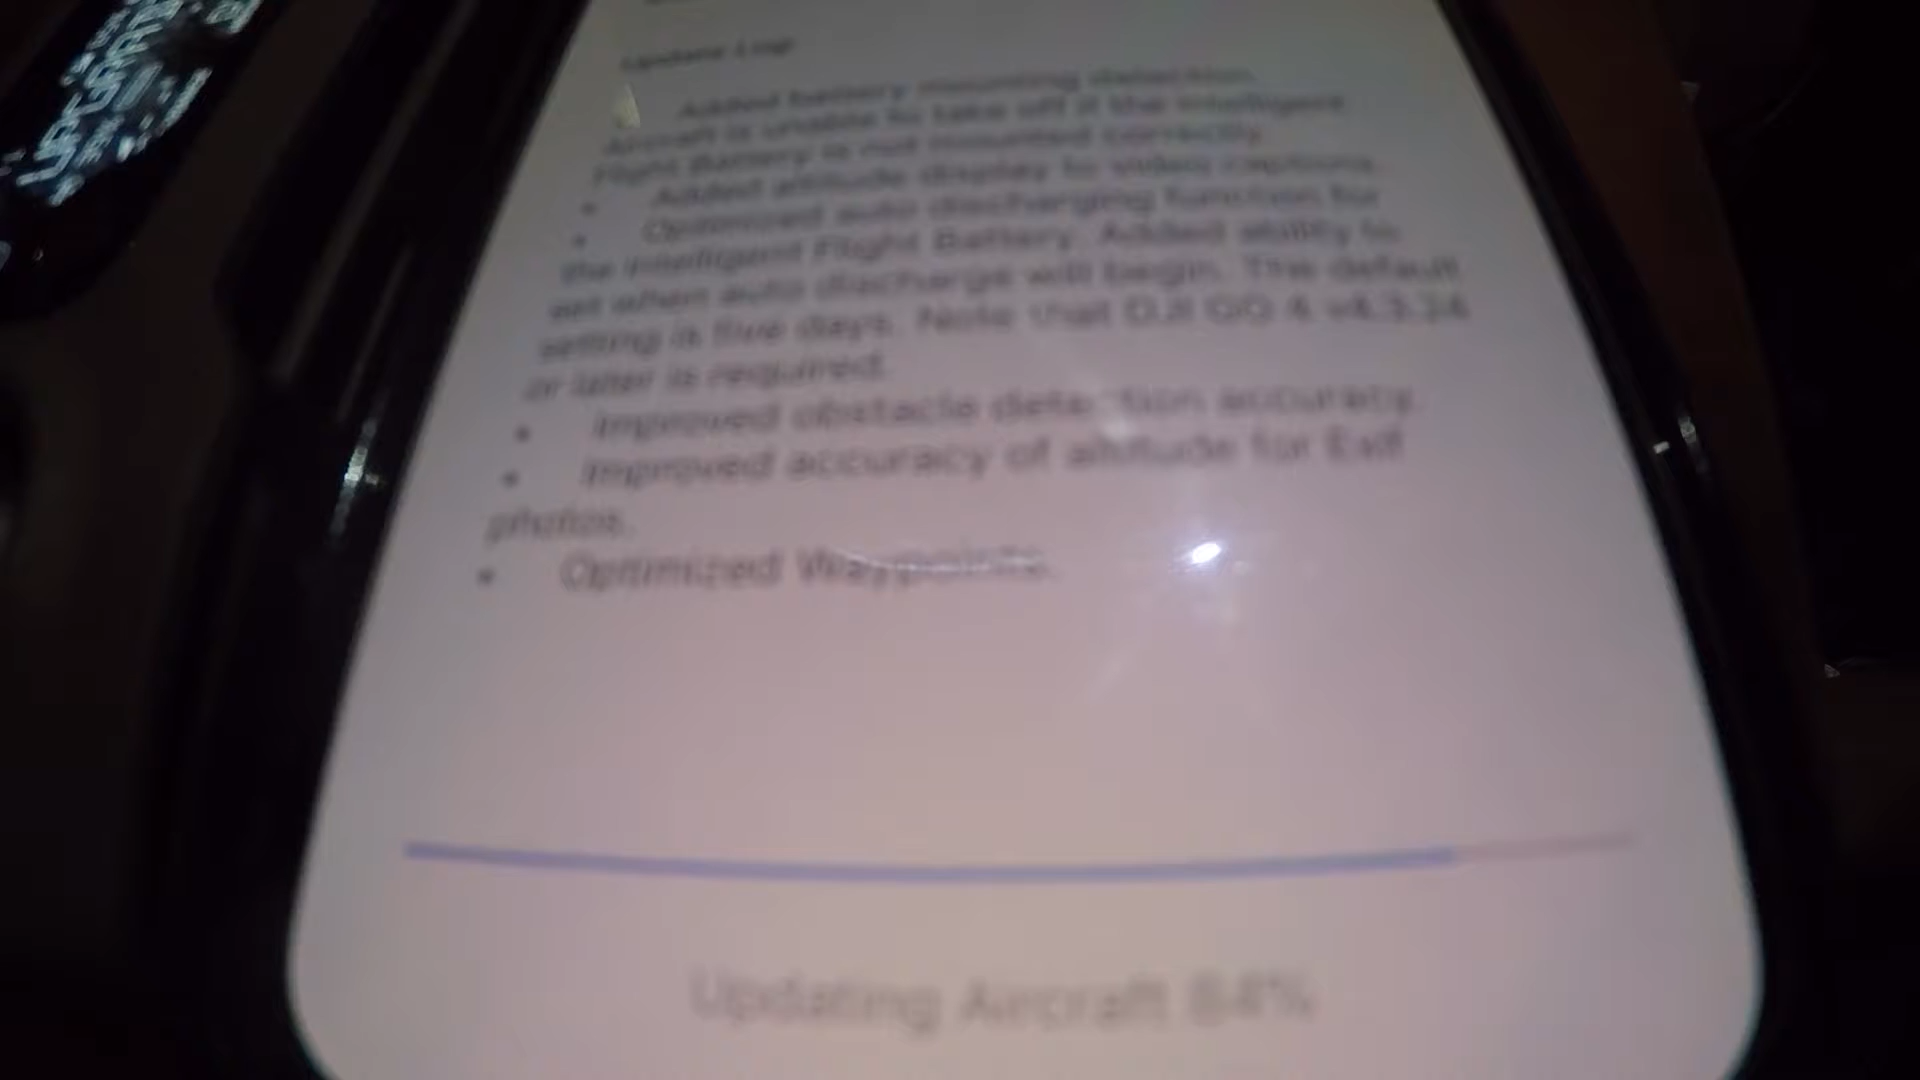 Update Log:
Added battery mounting detection.
Aircraft is unable to take off if the Intelligent
Flight Battery is not mounted correctly.
• Added altitude display to video captions.
• Optimized auto discharging function for
the Intelligent Flight Battery. Added ability to
set when auto discharge will begin. The default
setting is five days. Note that DJI GO 4 v4.3.24
or later is required.
• Improved obstacle detection accuracy.
• Improved accuracy of altitude for Exif
photos.
• Optimized Waypoints.
Updating Aircraft 84%